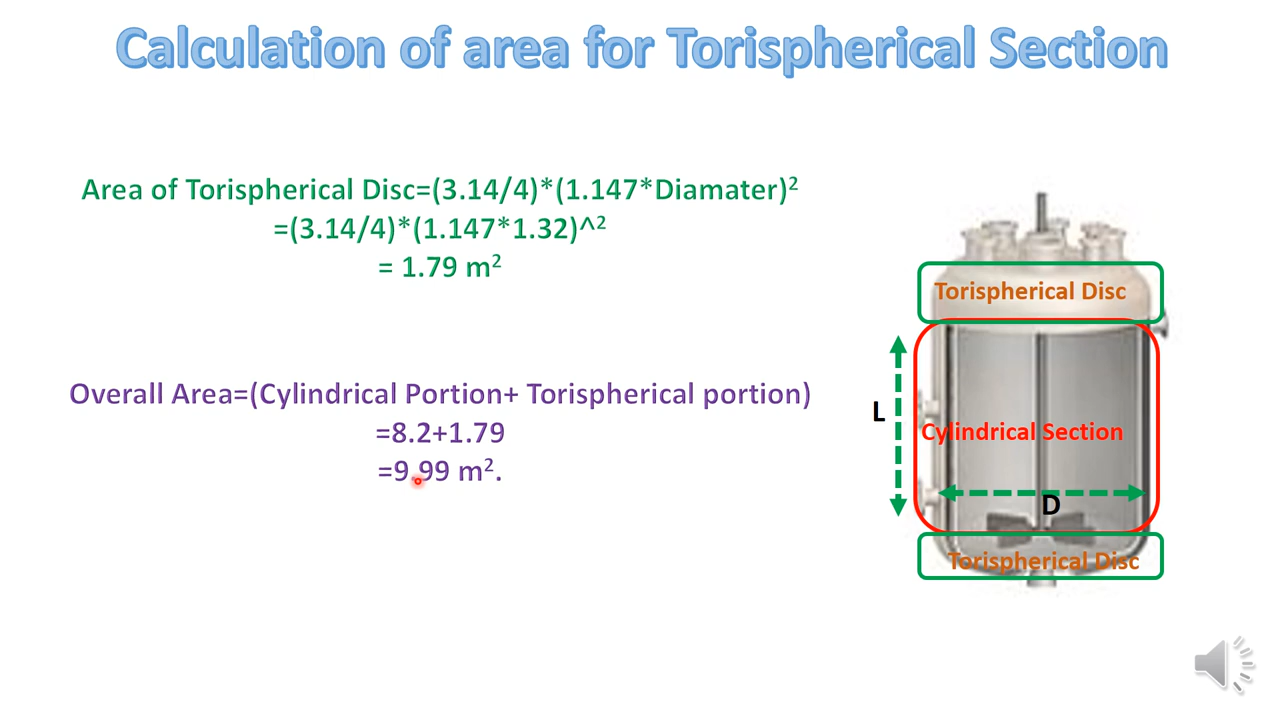 Calculation of area for Torispherical Section
Area of Torispherical Disc=(3.14/4)*(1.147*Diamater)²
=(3.14/4)*(1.147*1.32)^²
= 1.79 m²
Overall Area=(Cylindrical Portion+ Torispherical portion)
=8.2+1.79
=9.99 m².
Torispherical Disc
L
Cylindrical Section
D
Torispherical Disc